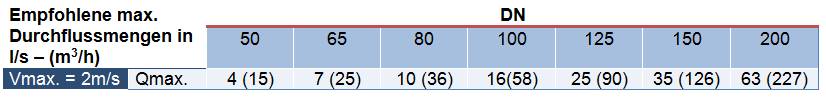 Empfohlene max.
Durchflussmengen in
l/s – (m³/h)
DN
50 65 80 100 125 150 200
Vmax. = 2m/s Qmax. 4 (15) 7 (25) 10 (36) 16(58) 25 (90) 35 (126) 63 (227)